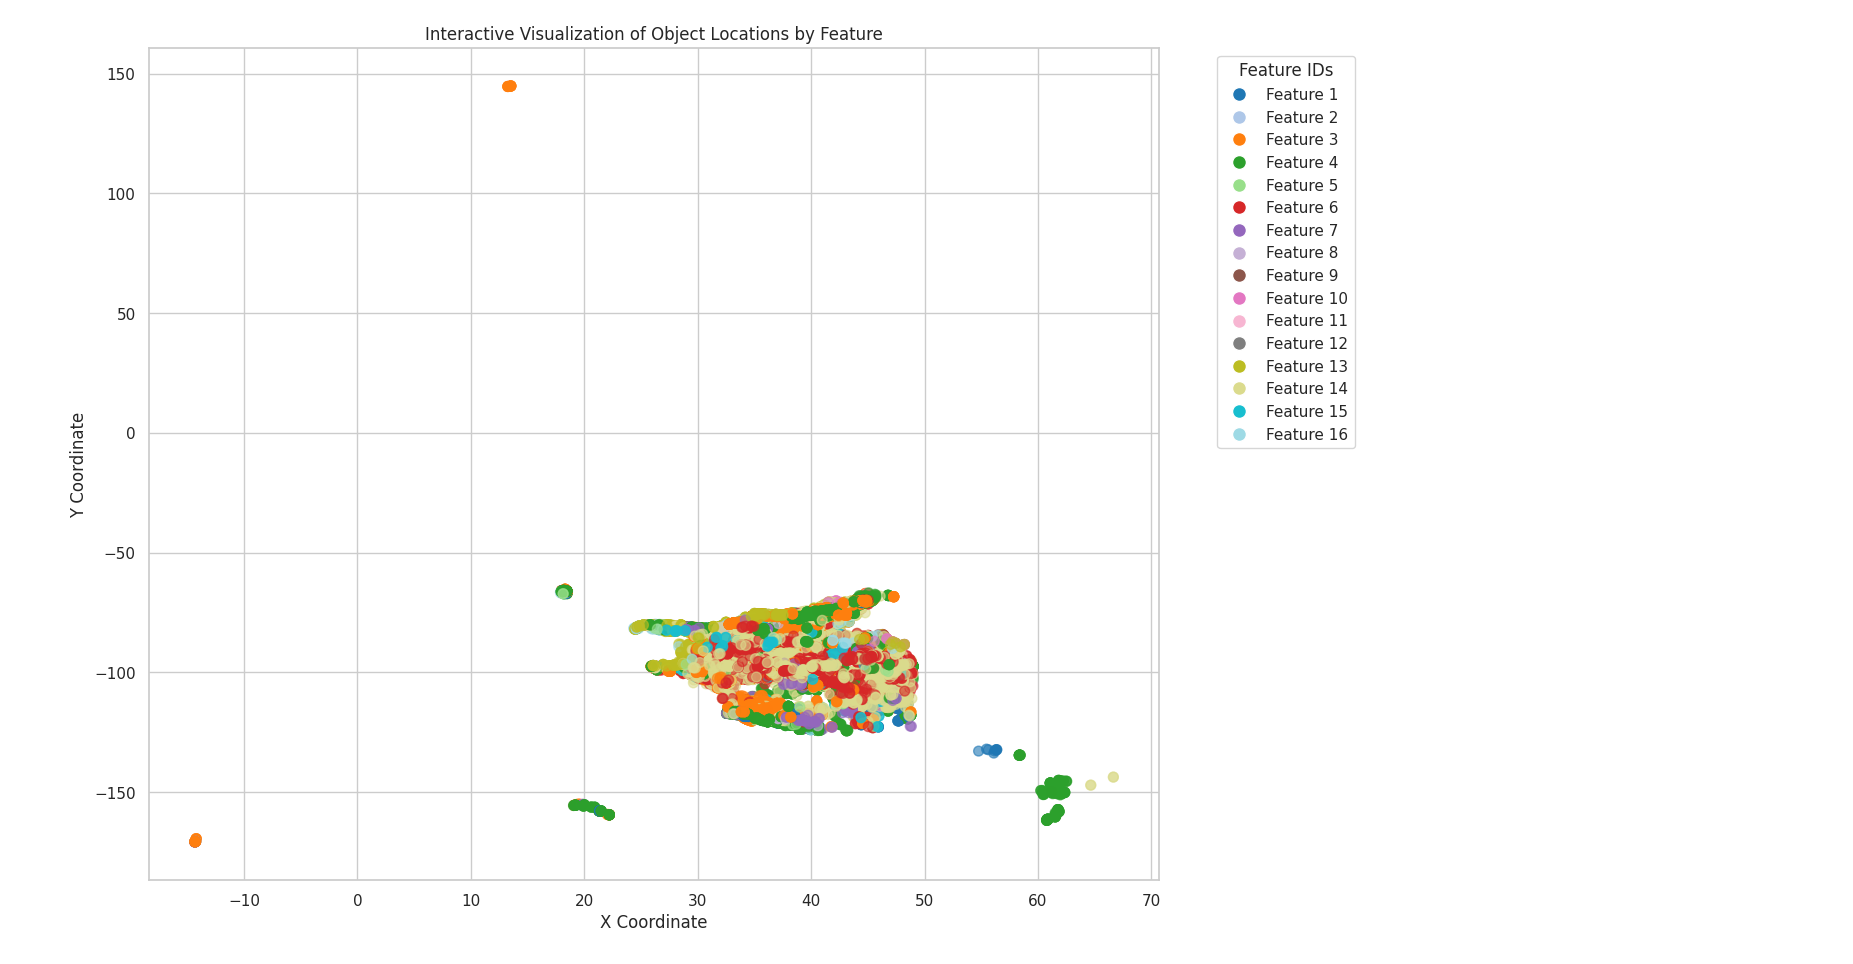 Interactive Visualization of Object Locations by Feature
150
100
50
0
−50
−100
−150
Y Coordinate
−10
0
10
20
30
40
50
60
70
X Coordinate
Feature IDs
Feature 1
Feature 2
Feature 3
Feature 4
Feature 5
Feature 6
Feature 7
Feature 8
Feature 9
Feature 10
Feature 11
Feature 12
Feature 13
Feature 14
Feature 15
Feature 16